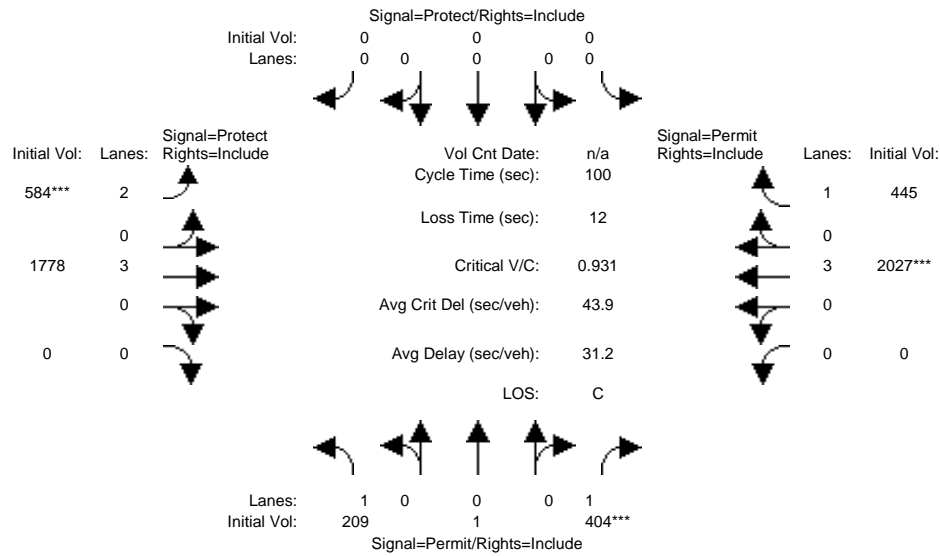 Signal=Protect/Rights=Include
Initial Vol: 0 0 0
Lanes: 0 0 0 0 0
Signal=Protect Signal=Permit
Initial Vol: Lanes: Rights=Include Vol Cnt Date: n/a Rights=Include Lanes: Initial Vol:
Cycle Time (sec): 100
584*** 2 1 445
Loss Time (sec): 12
0 0
1778 3 Critical V/C: 0.931 3 2027***
0 Avg Crit Del (sec/veh): 43.9 0
0 0 Avg Delay (sec/veh): 31.2 0 0
LOS: C
Lanes: 1 0 0 0 1
Initial Vol: 209 1 404***
Signal=Permit/Rights=Include